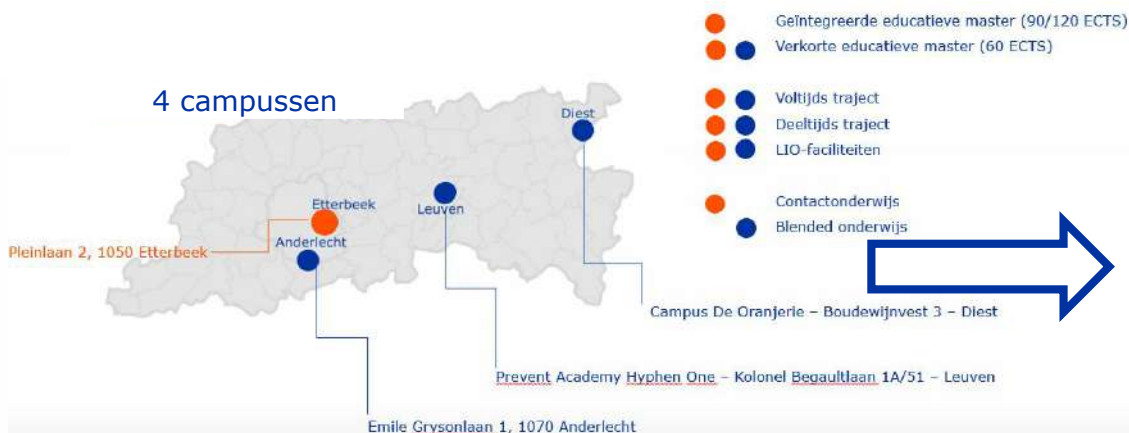 4 campussen
Geïntegreerde educatieve master (90/120 ECTS)
Verkorte educatieve master (60 ECTS)
Voltijds traject
Deeltijds traject
LIO-faciliteiten
Contactonderwijs
Blended onderwijs
Diest
Leuven
Etterbeek
Anderlecht
Pleinlaan 2, 1050 Etterbeek
Campus De Oranjerie – Boudewijnvest 3 – Diest
Prevent Academy Hyphen One – Kolonel Begaultlaan 1A/51 – Leuven
Emile Grysonlaan 1, 1070 Anderlecht